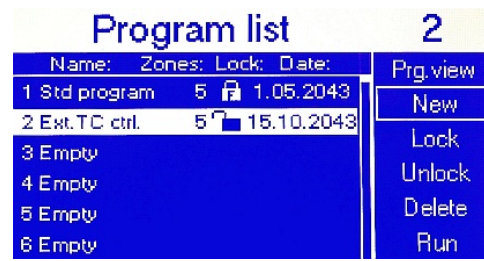 Program list 2
Name: Zones: Lock: Date:
1 Std program 5 1.05.2043
2 Ext.TC ctrl. 5 15.10.2043
3 Empty
4 Empty
5 Empty
6 Empty
Prg.view
New
Lock
Unlock
Delete
Run